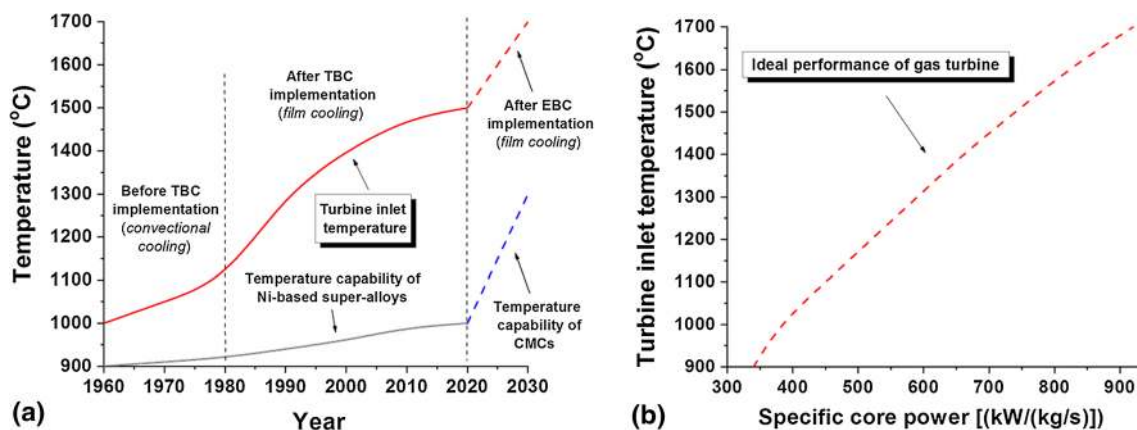 1700
1600
1500
1400
1300
1200
1100
1000
900
Temperature (°C)
Before TBC
implementation
(convectional
cooling)
After TBC
implementation
(film cooling)
Turbine inlet
temperature
After EBC
implementation
(film cooling)
Temperature capability of
Ni-based super-alloys
Temperature
capability of
CMCs
1960 1970 1980 1990 2000 2010 2020 2030
Year
(a)
1700
1600
1500
1400
1300
1200
1100
1000
900
Turbine inlet temperature (°C)
Ideal performance of gas turbine
300 400 500 600 700 800 900
Specific core power [(kW/(kg/s)])
(b)